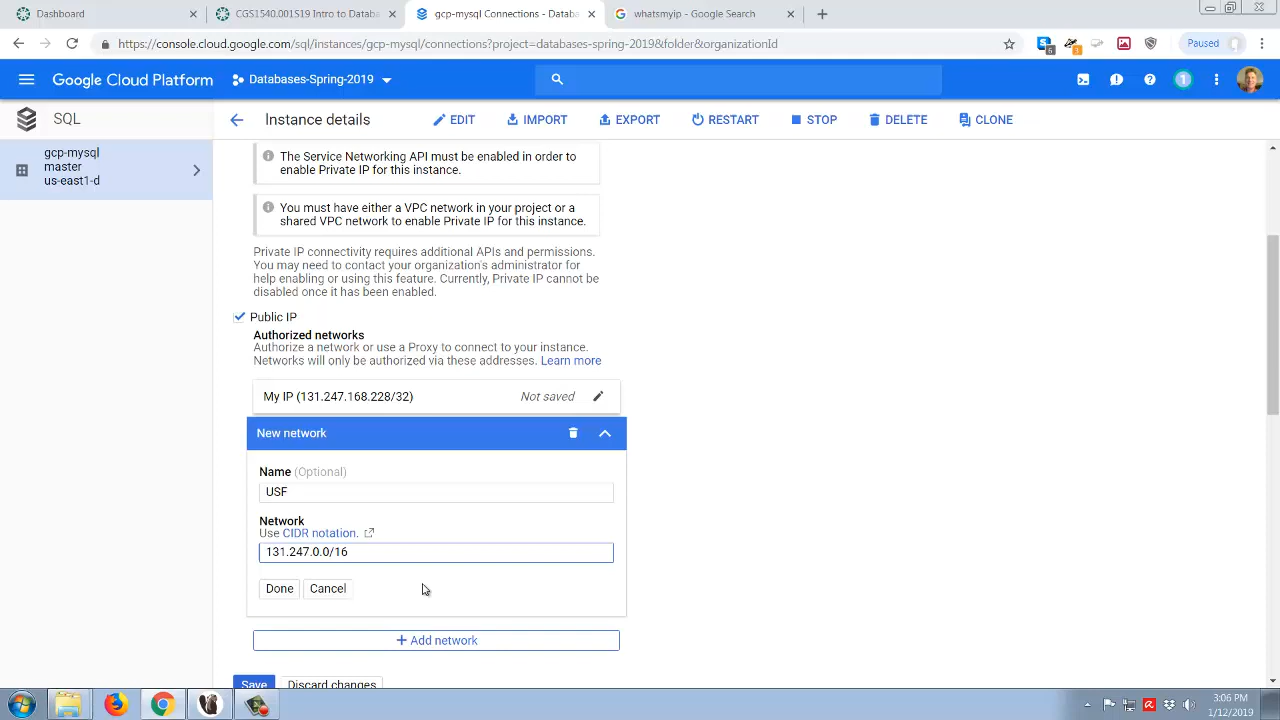 Dashboard
CGS1540.001S19 Intro to Databa
gcp-mysql Connections - Databa
whatsmyip - Google Search
https://console.cloud.google.com/sql/instances/gcp-mysql/connections?project=databases-spring-2019&folder&organizationId
6
1
Paused
Google Cloud Platform
Databases-Spring-2019
1
SQL
Instance details
EDIT
IMPORT
EXPORT
RESTART
STOP
DELETE
CLONE
gcp-mysql
master
us-east1-d
The Service Networking API must be enabled in order to
enable Private IP for this instance.
You must have either a VPC network in your project or a
shared VPC network to enable Private IP for this instance.
Private IP connectivity requires additional APIs and permissions.
You may need to contact your organization's administrator for
help enabling or using this feature. Currently, Private IP cannot be
disabled once it has been enabled.
Public IP
Authorized networks
Authorize a network or use a Proxy to connect to your instance.
Networks will only be authorized via these addresses. Learn more
My IP (131.247.168.228/32)
Not saved
New network
Name (Optional)
USF
Network
Use CIDR notation.
131.247.0.0/16
Done
Cancel
+ Add network
Save
Discard changes
3:06 PM
1/12/2019